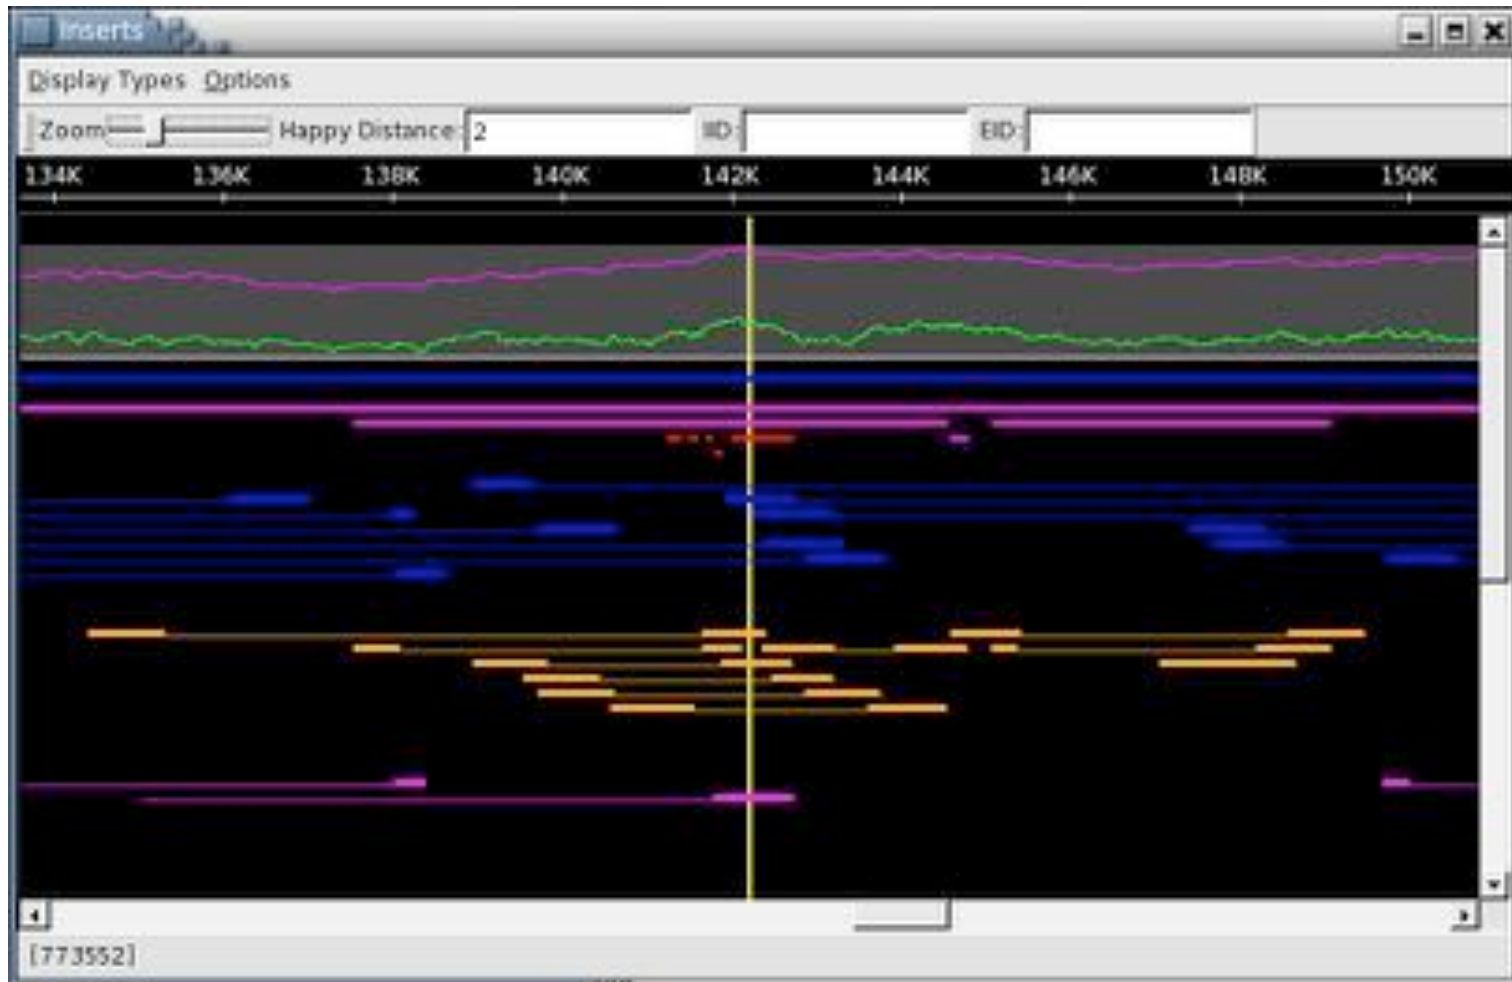 Inserts
Display Types Options
Zoom Happy Distance: 2 IID: EID:
134K 136K 138K 140K 142K 144K 146K 148K 150K
[773552]